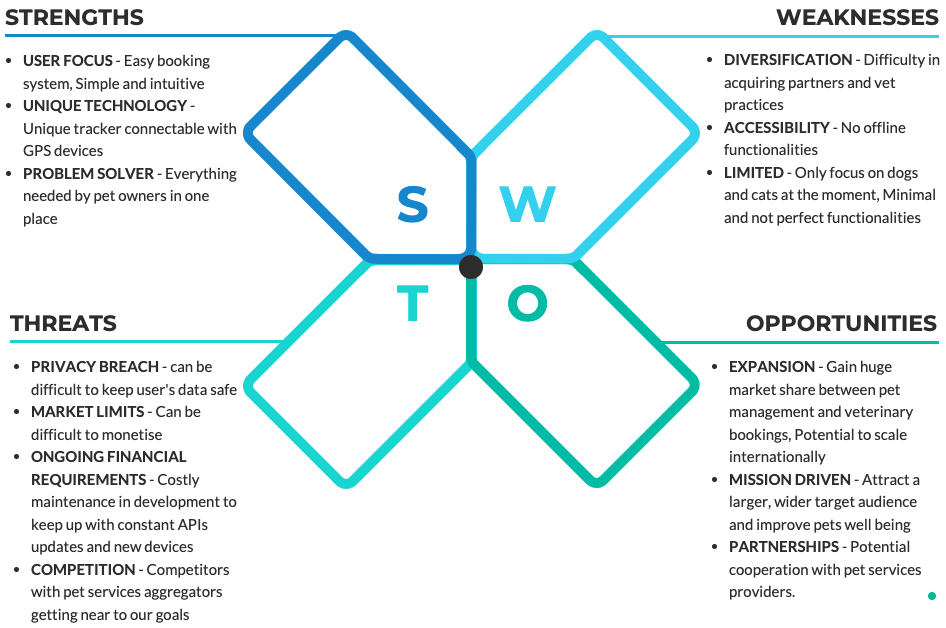 STRENGTHS
• USER FOCUS - Easy booking
system, Simple and intuitive
• UNIQUE TECHNOLOGY -
Unique tracker connectable with
GPS devices
• PROBLEM SOLVER - Everything
needed by pet owners in one
place
WEAKNESSES
• DIVERSIFICATION - Difficulty in
acquiring partners and vet
practices
• ACCESSIBILITY - No offline
functionalities
• LIMITED - Only focus on dogs
and cats at the moment, Minimal
and not perfect functionalities
S
W
T
O
THREATS
• PRIVACY BREACH - can be
difficult to keep user's data safe
• MARKET LIMITS - Can be
difficult to monetise
• ONGOING FINANCIAL
REQUIREMENTS - Costly
maintenance in development to
keep up with constant APIs
updates and new devices
• COMPETITION - Competitors
with pet services aggregators
getting near to our goals
OPPORTUNITIES
• EXPANSION - Gain huge
market share between pet
management and veterinary
bookings, Potential to scale
internationally
• MISSION DRIVEN - Attract a
larger, wider target audience
and improve pets well being
• PARTNERSHIPS - Potential
cooperation with pet services
providers.